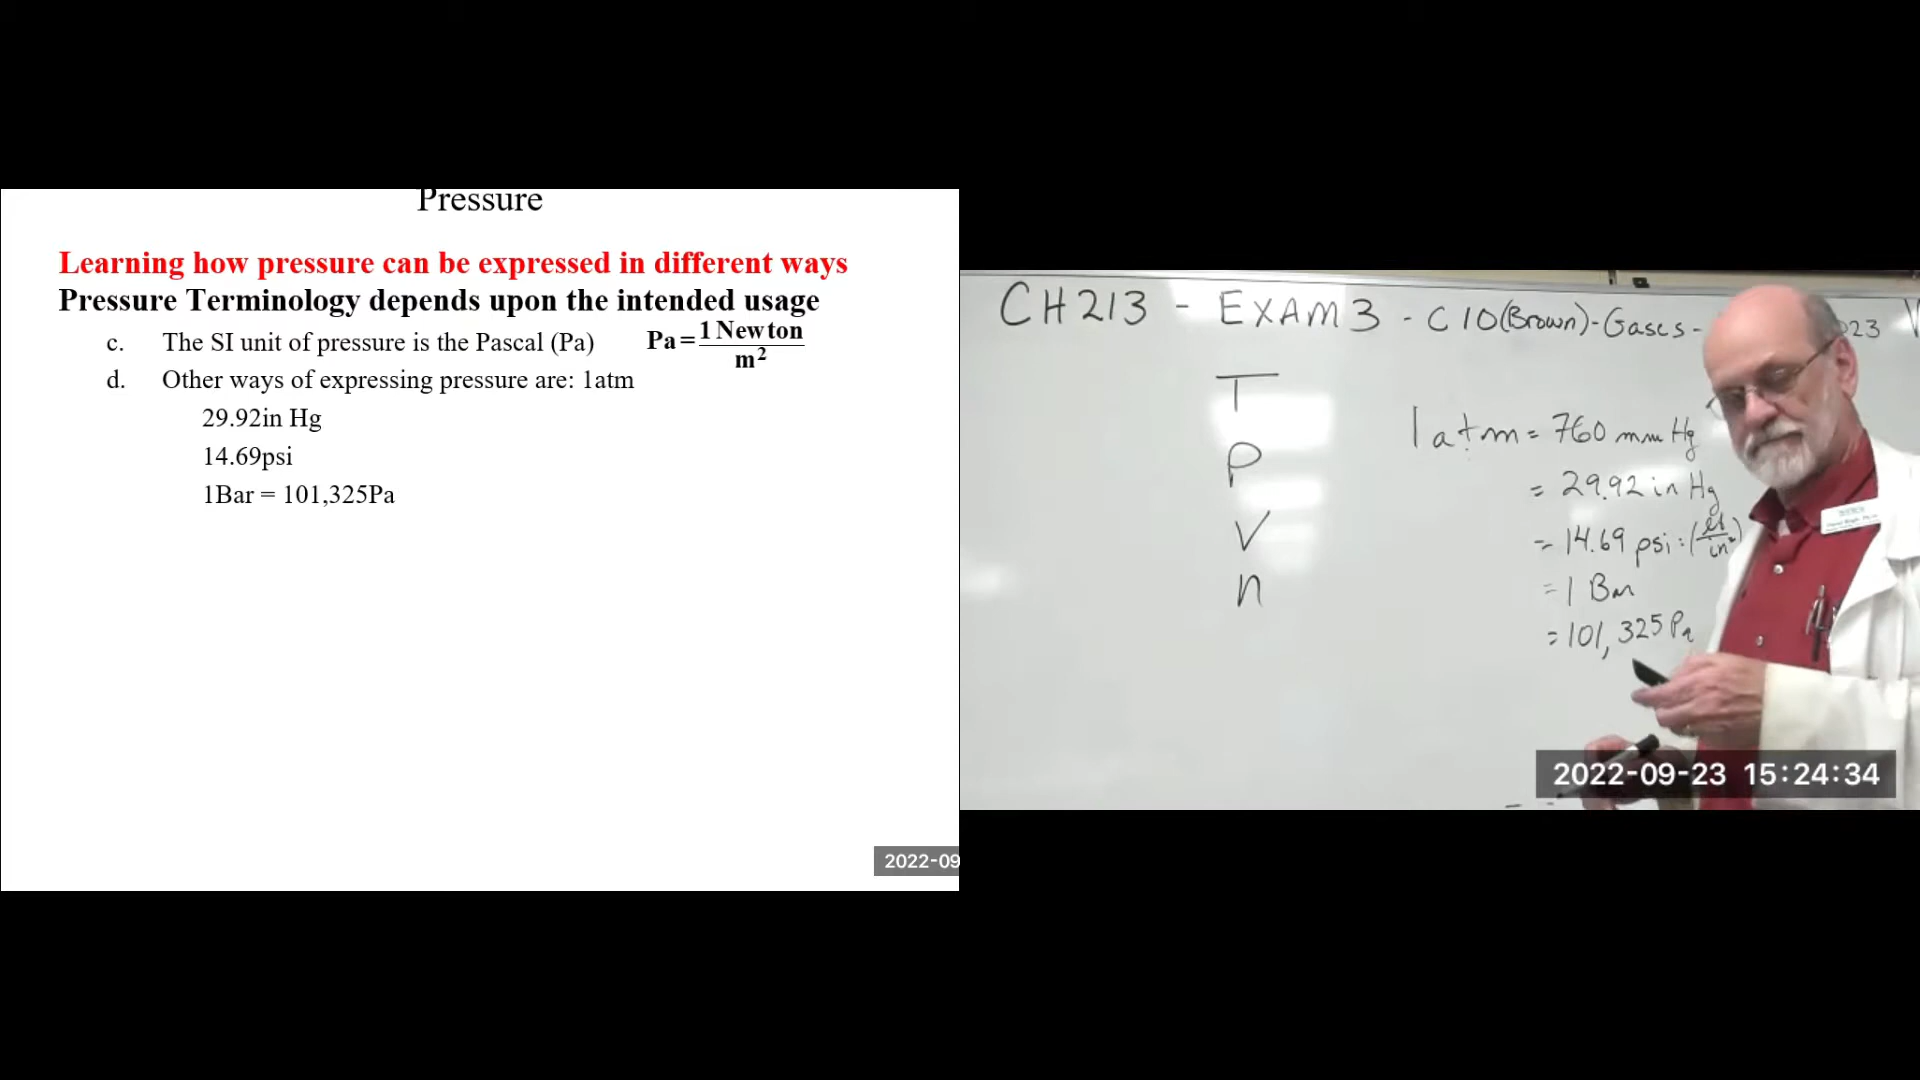 Pressure
Learning how pressure can be expressed in different ways
Pressure Terminology depends upon the intended usage
c. The SI unit of pressure is the Pascal (Pa) Pa = 1 Newton / m²
d. Other ways of expressing pressure are: 1atm
29.92in Hg
14.69psi
1Bar = 101,325Pa
2022-09
CH213 - EXAM3 - C10(Brown)-Gases- 023
T
P
V
n
1 atm = 760 mm Hg
= 29.92 in Hg
= 14.69 psi
= 1 Bar
= 101,325 Pa
2022-09-23 15:24:34